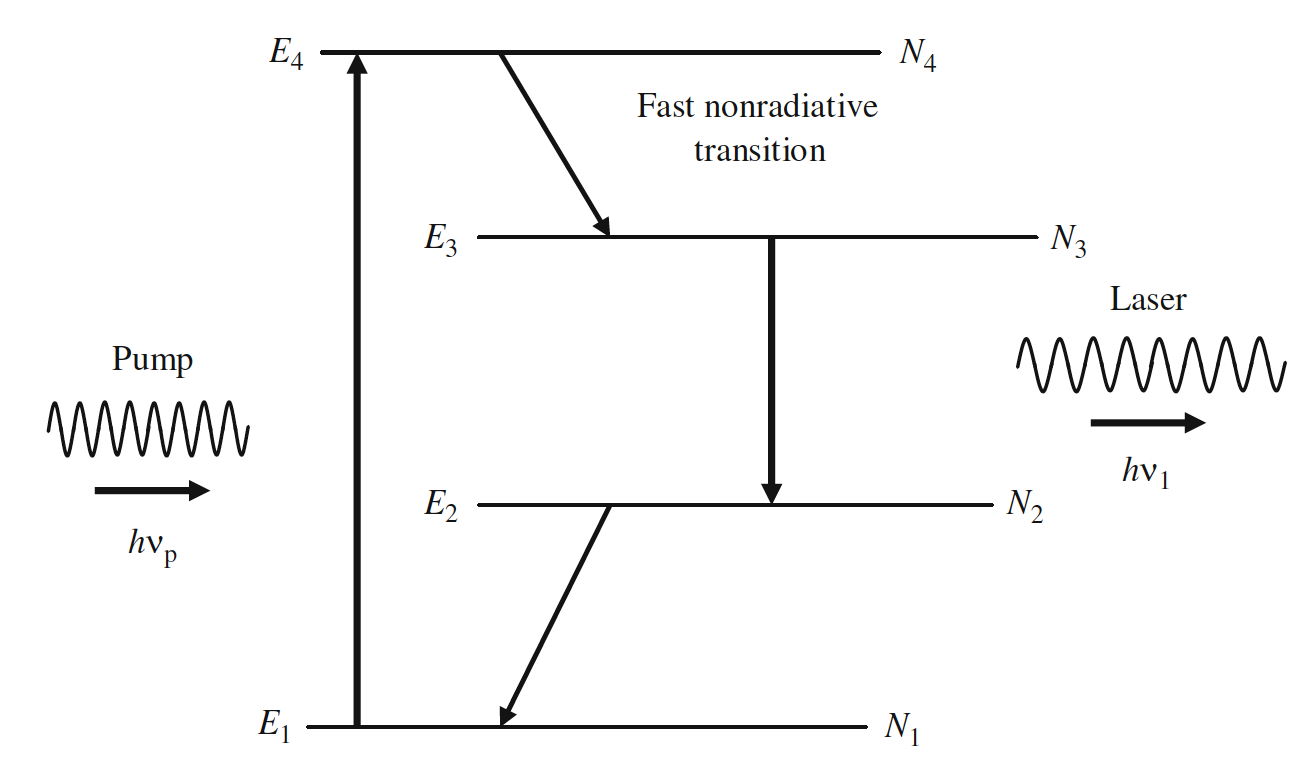 E₄
N₄
Fast nonradiative
transition
E₃
N₃
Laser
Pump
hν₁
E₂
N₂
hνₚ
E₁
N₁